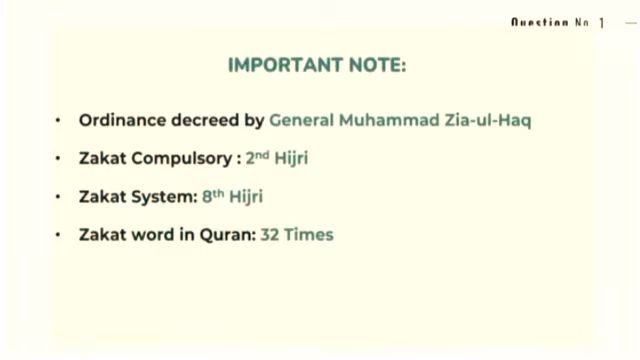 Question No 1
IMPORTANT NOTE:
• Ordinance decreed by General Muhammad Zia-ul-Haq
• Zakat Compulsory : 2nd Hijri
• Zakat System: 8th Hijri
• Zakat word in Quran: 32 Times